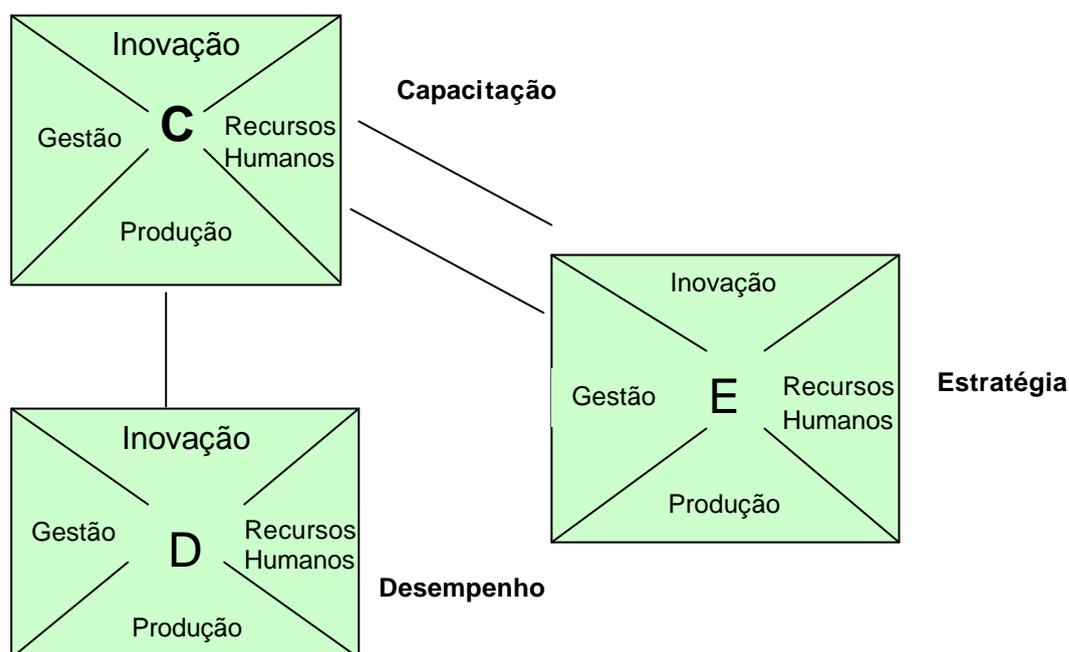 Inovação
Gestão
C
Recursos
Humanos
Produção
Capacitação
Inovação
Gestão
E
Recursos
Humanos
Produção
Estratégia
Inovação
Gestão
D
Recursos
Humanos
Produção
Desempenho